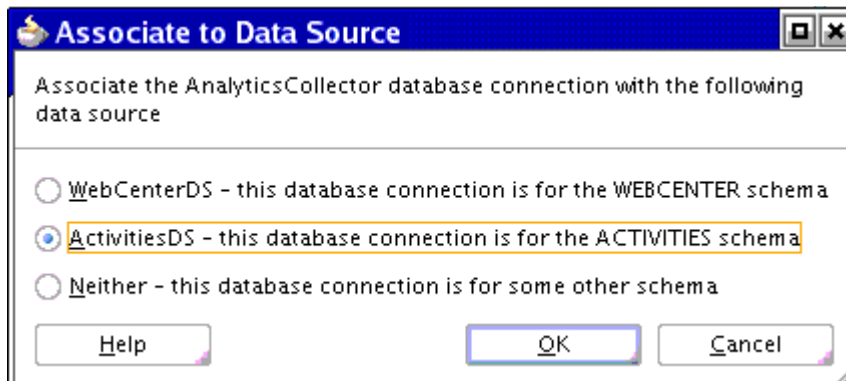 Associate to Data Source
Associate the AnalyticsCollector database connection with the following
data source
WebCenterDS - this database connection is for the WEBCENTER schema
ActivitiesDS - this database connection is for the ACTIVITIES schema
Neither - this database connection is for some other schema
Help OK Cancel